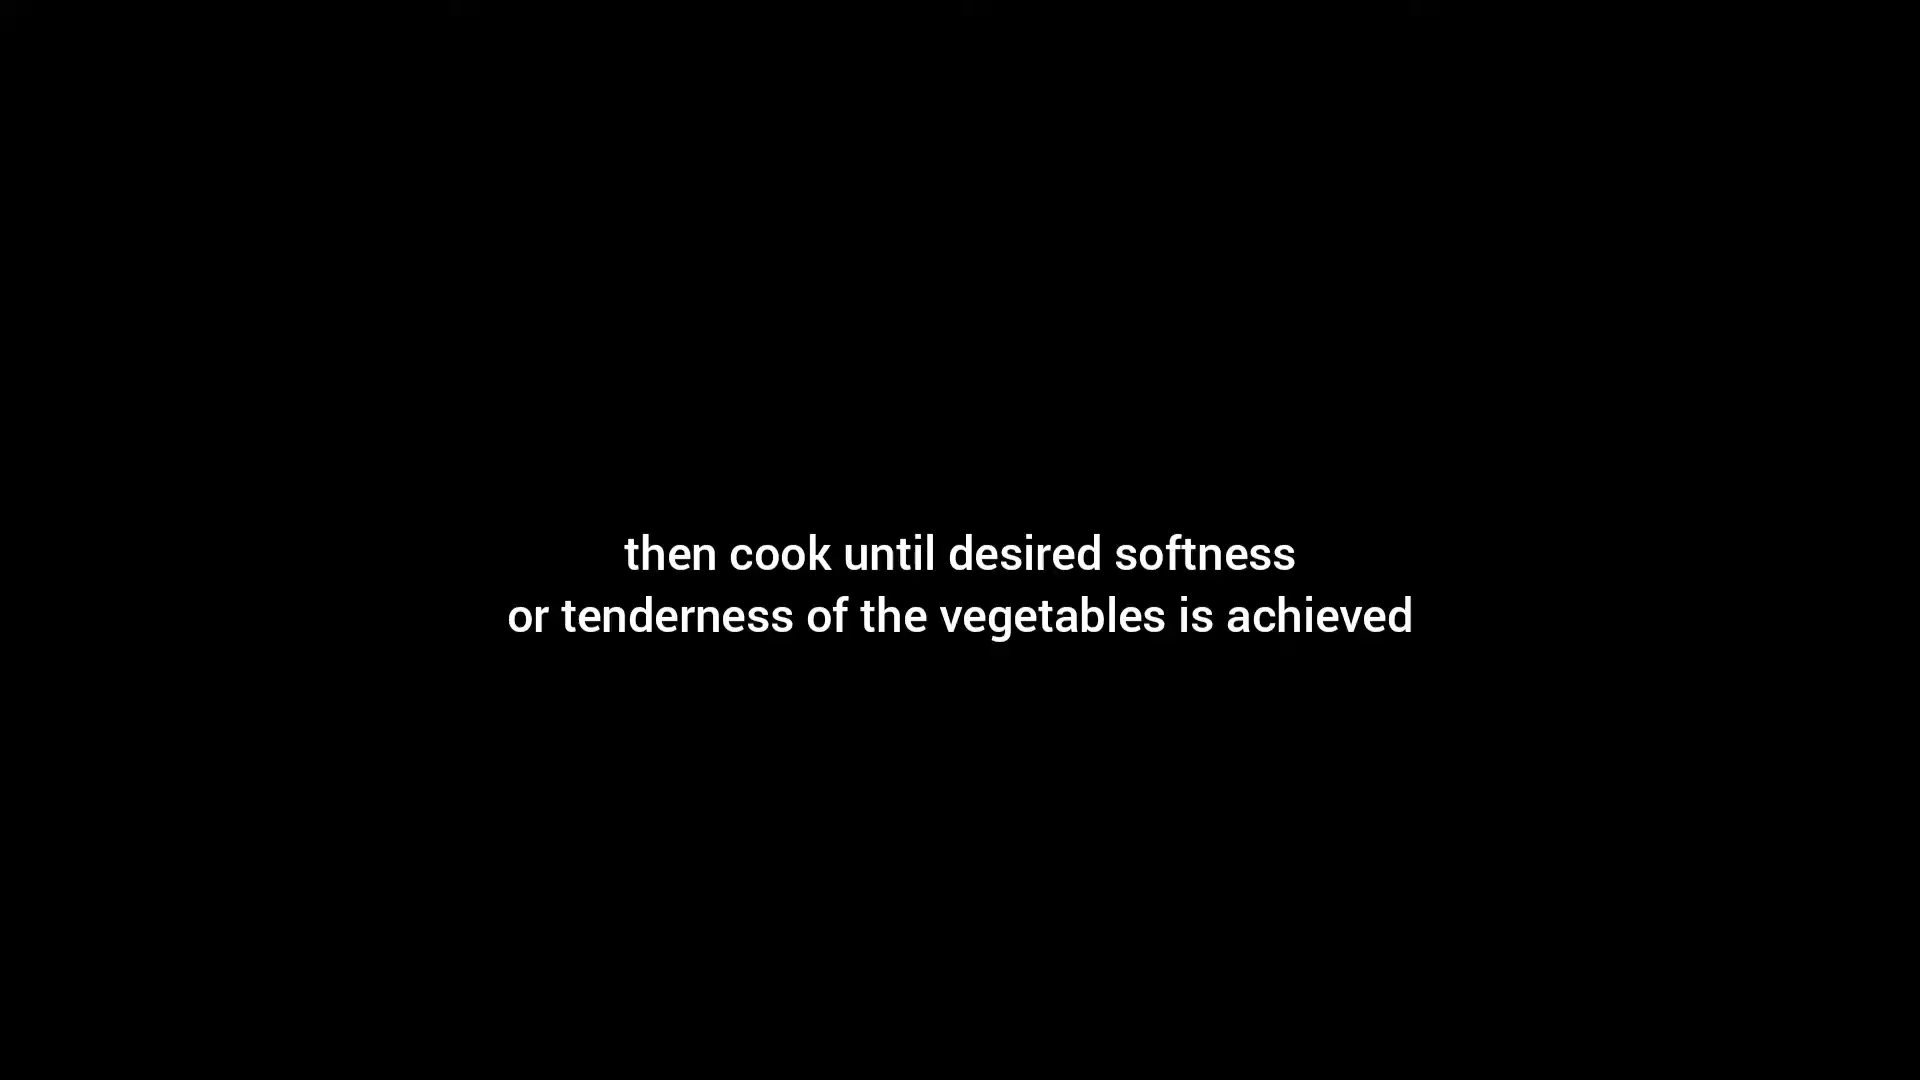 then cook until desired softness
or tenderness of the vegetables is achieved